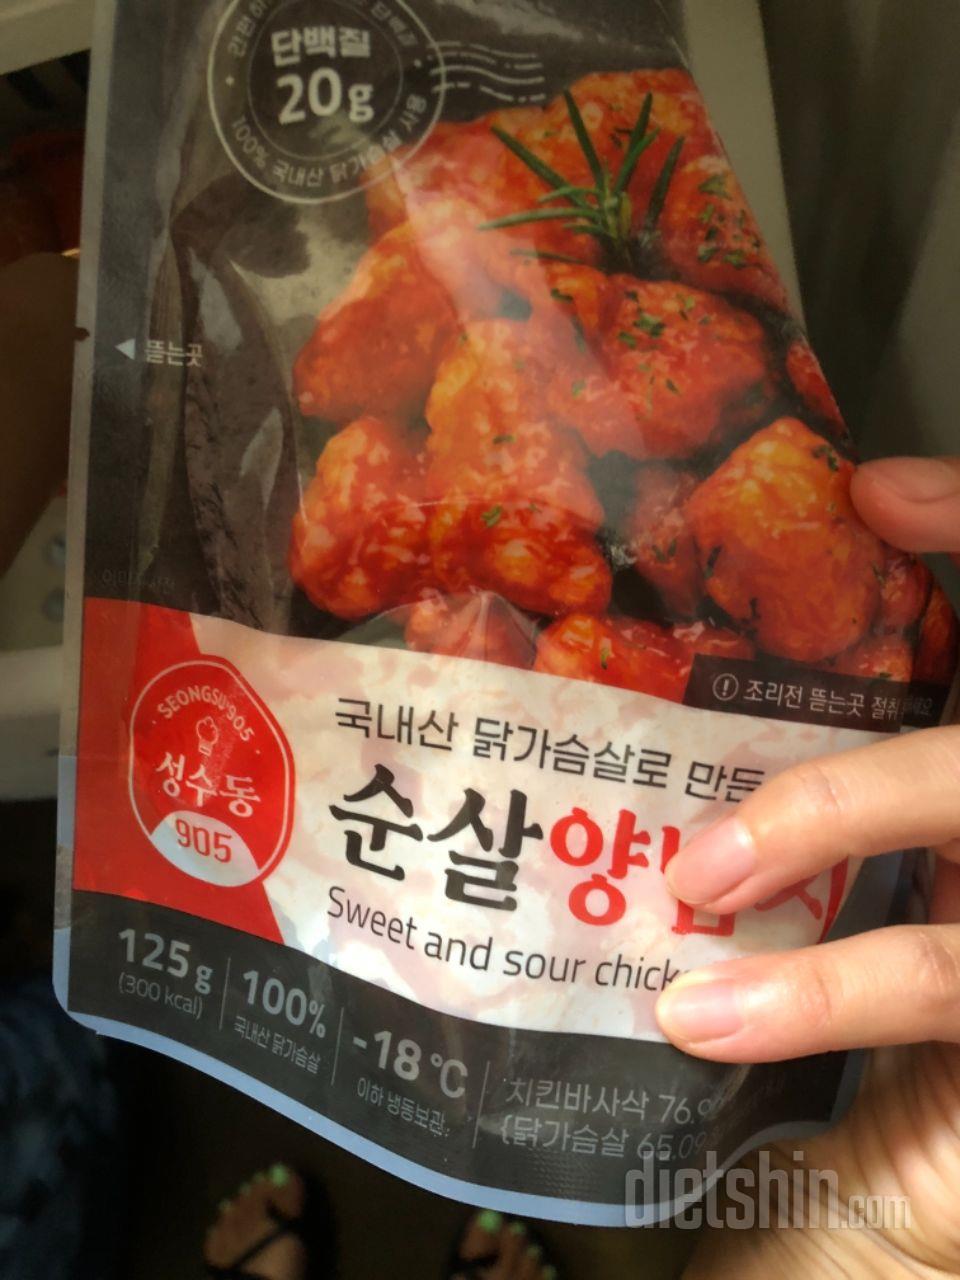 단백질
20g
100% 국내산 닭가슴살 사용
◀ 뜯는곳
조리전 뜯는곳 절취
SEONGSU 905
성수동
905
국내산 닭가슴살로 만든
순살양
Sweet and sour
125g
(300 kcal)
100%
국내산 닭가슴살
-18℃
이하 냉동보관
치킨바사삭 76.9
{닭가슴살 65.09
dietshin.com